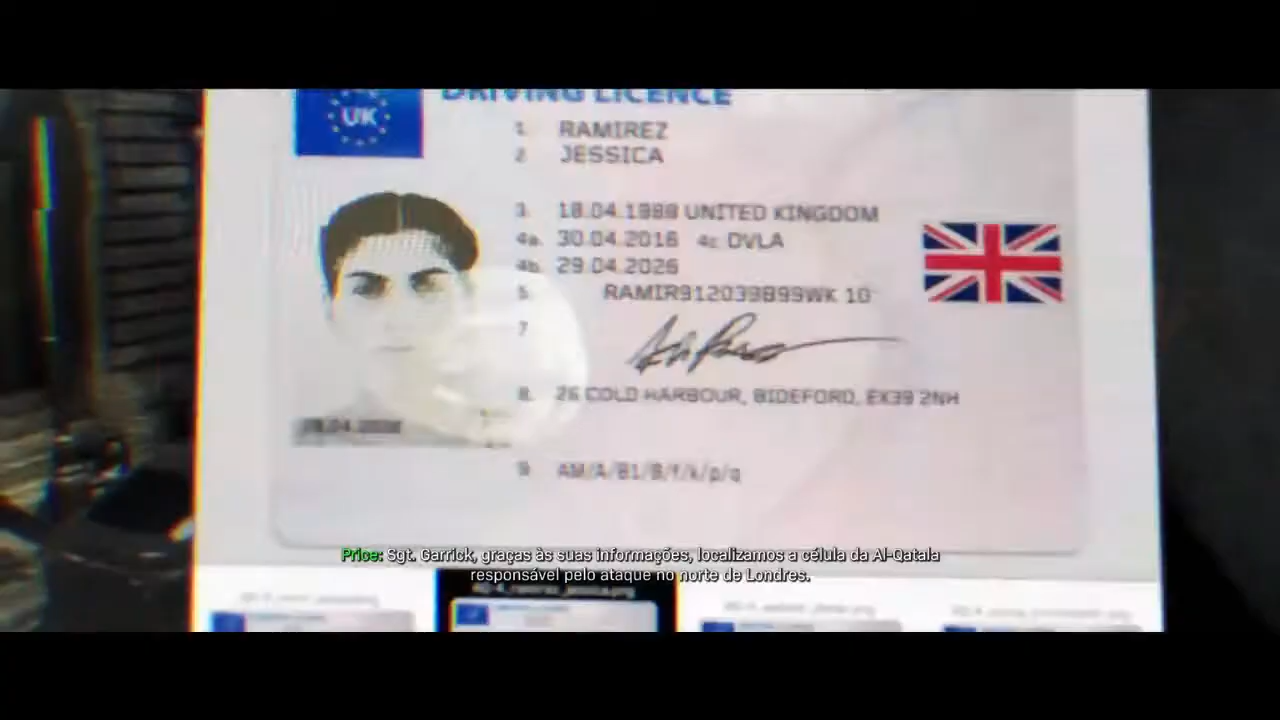 DRIVING LICENCE
UK
1. RAMIREZ
2. JESSICA
3. 18.04.1988 UNITED KINGDOM
4a. 30.04.2016 4c DVLA
4b. 29.04.2026
5. RAMIR912039899WK 10
7
8. 26 COLD HARBOUR, BIDEFORD, EX39 2NH
9. AM/A/B1/B/f/k/p/q
Price: Sgt. Garrick, graças às suas informações, localizamos a célula da Al-Qatala
responsável pelo ataque no norte de Londres.